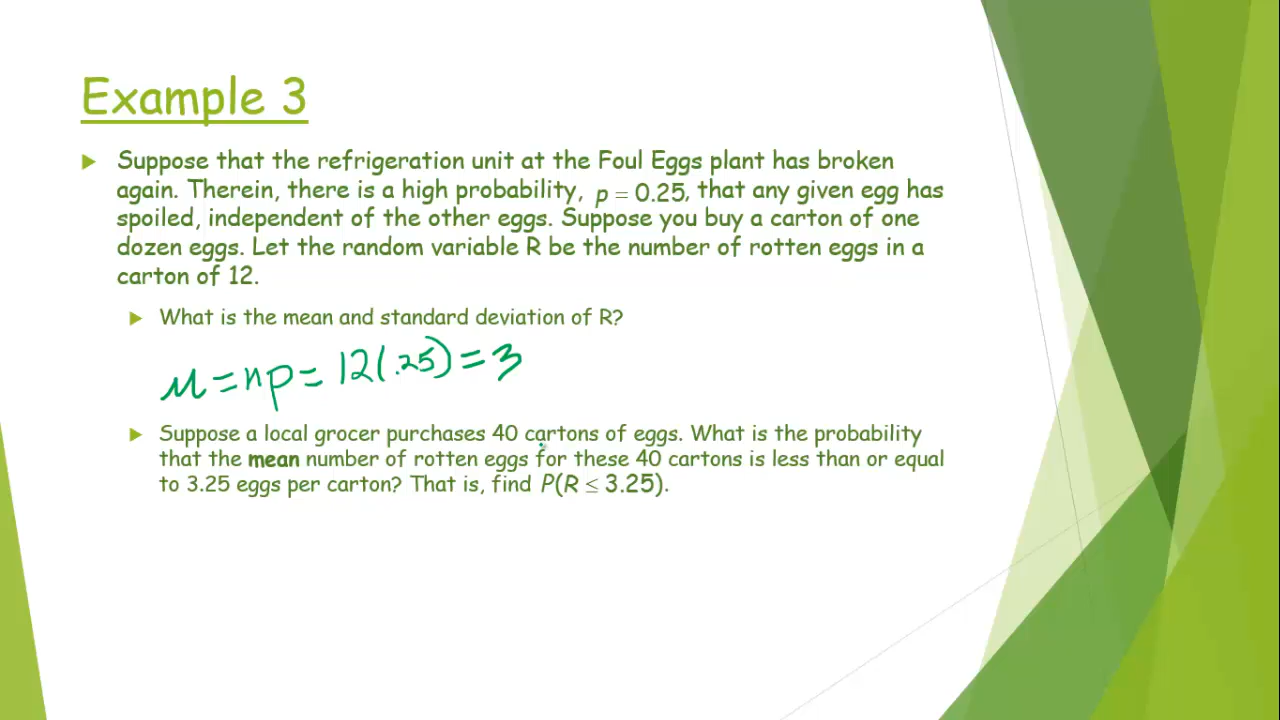 Example 3
Suppose that the refrigeration unit at the Foul Eggs plant has broken
again. Therein, there is a high probability, p = 0.25, that any given egg has
spoiled, independent of the other eggs. Suppose you buy a carton of one
dozen eggs. Let the random variable R be the number of rotten eggs in a
carton of 12.
What is the mean and standard deviation of R?
μ = np = 12(.25) = 3
Suppose a local grocer purchases 40 cartons of eggs. What is the probability
that the mean number of rotten eggs for these 40 cartons is less than or equal
to 3.25 eggs per carton? That is, find P(R ≤ 3.25).